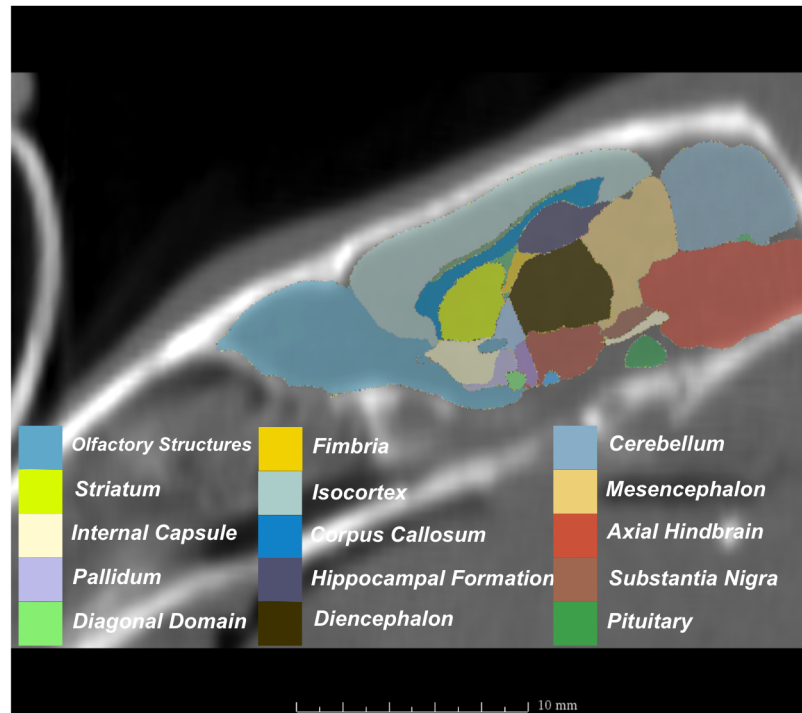 Olfactory Structures
Striatum
Internal Capsule
Pallidum
Diagonal Domain
Fimbria
Isocortex
Corpus Callosum
Hippocampal Formation
Diencephalon
Cerebellum
Mesencephalon
Axial Hindbrain
Substantia Nigra
Pituitary
10 mm